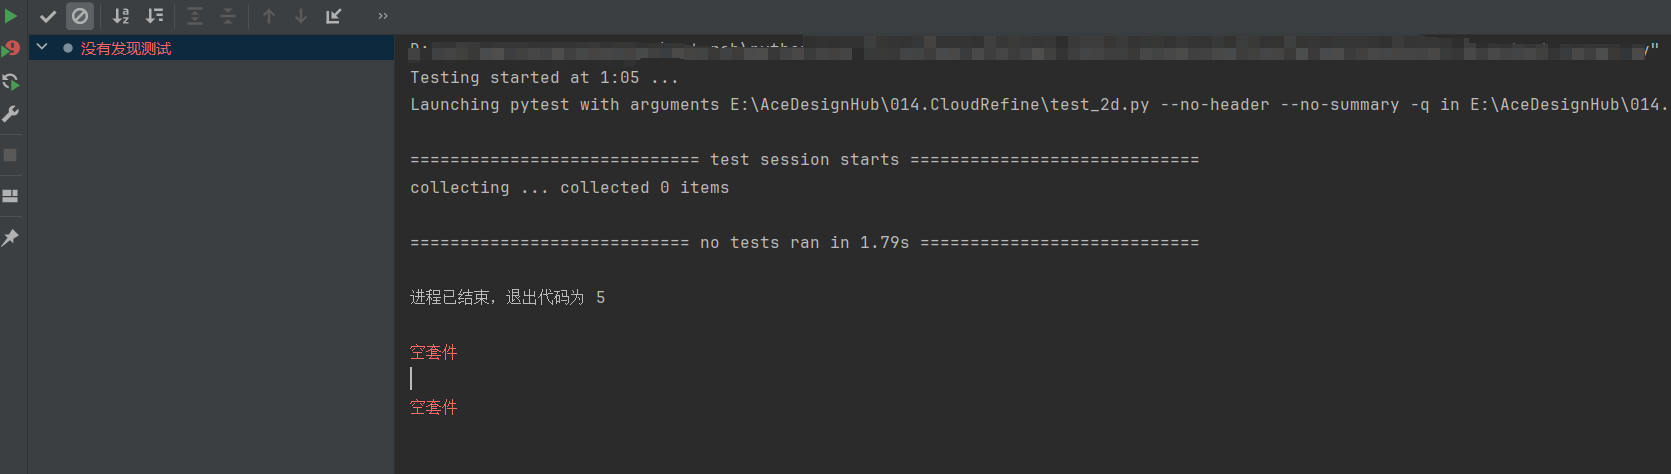 没有发现测试
Testing started at 1:05 ...
Launching pytest with arguments E:\AceDesignHub\014.CloudRefine\test_2d.py --no-header --no-summary -q in E:\AceDesignHub\014.
============================= test session starts =============================
collecting ... collected 0 items
============================ no tests ran in 1.79s ============================
进程已结束，退出代码为 5
空套件
空套件